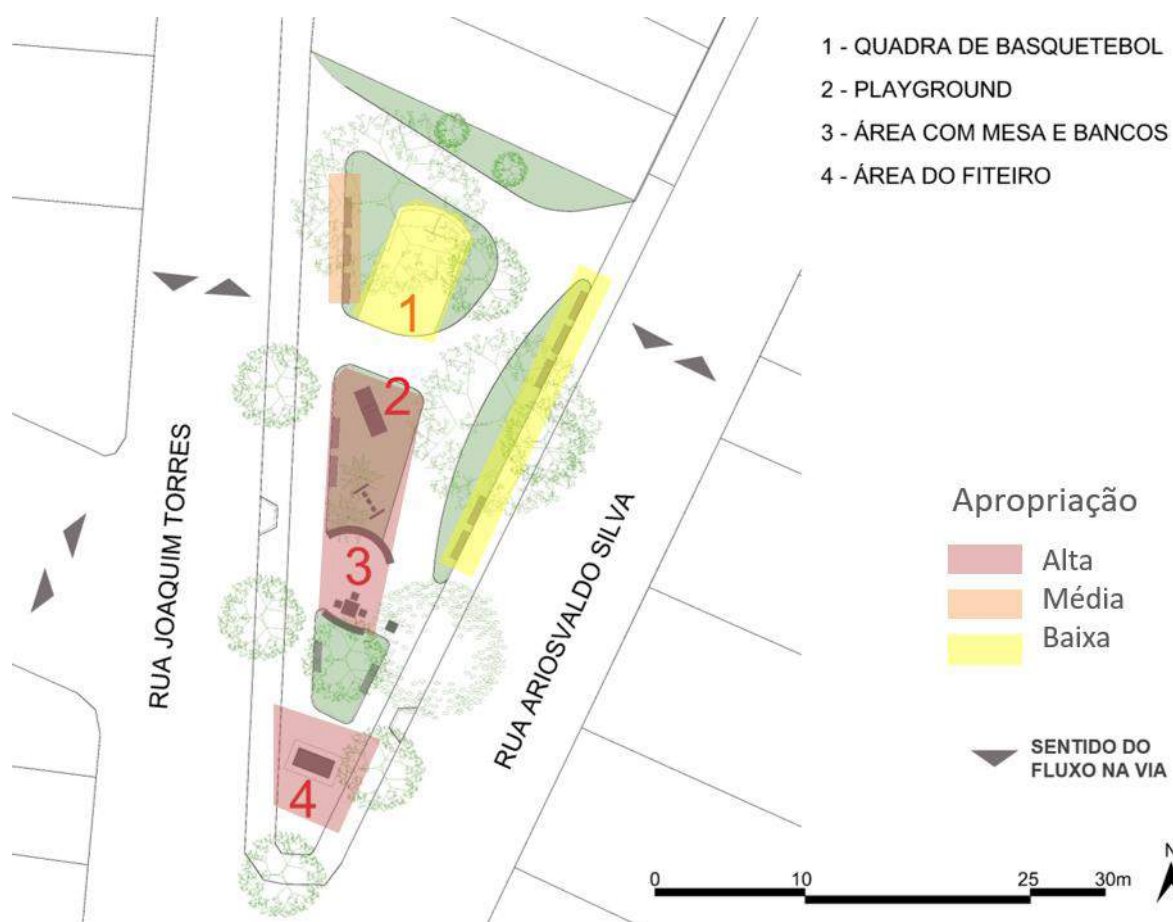 1 - QUADRA DE BASQUETEBOL
2 - PLAYGROUND
3 - ÁREA COM MESA E BANCOS
4 - ÁREA DO FITEIRO
1
2
3
4
RUA JOAQUIM TORRES
RUA ARIOSVALDO SILVA
Apropriação
Alta
Média
Baixa
SENTIDO DO
FLUXO NA VIA
N
0 10 25 30m